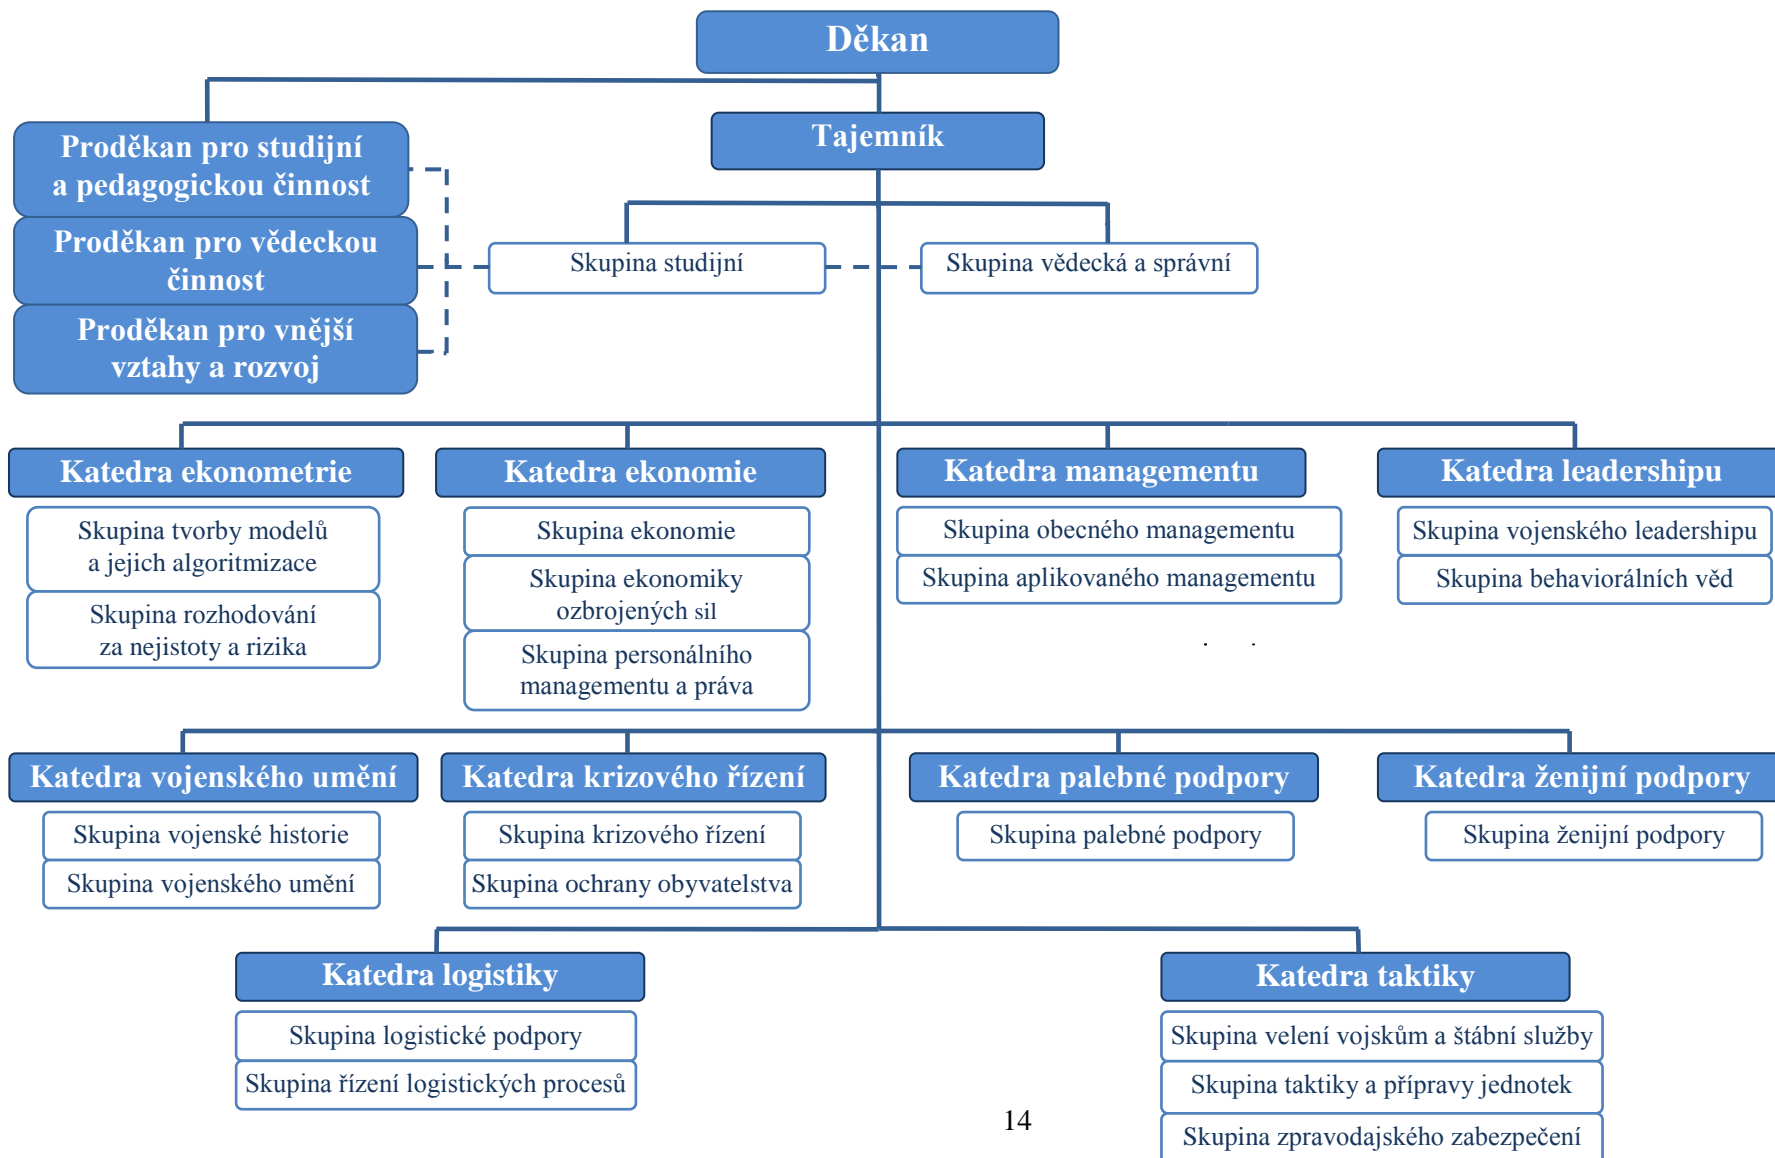 Děkan
Tajemník
Proděkan pro studijní
a pedagogickou činnost
Proděkan pro vědeckou
činnost
Proděkan pro vnější
vztahy a rozvoj
Skupina studijní
Skupina vědecká a správní
Katedra ekonometrie
Skupina tvorby modelů
a jejich algoritmizace
Skupina rozhodování
za nejistoty a rizika
Katedra ekonomie
Skupina ekonomie
Skupina ekonomiky
ozbrojených sil
Skupina personálního
managementu a práva
Katedra managementu
Skupina obecného managementu
Skupina aplikovaného managementu
Katedra leadershipu
Skupina vojenského leadershipu
Skupina behaviorálních věd
Katedra vojenského umění
Skupina vojenské historie
Skupina vojenského umění
Katedra krizového řízení
Skupina krizového řízení
Skupina ochrany obyvatelstva
Katedra palebné podpory
Skupina palebné podpory
Katedra ženijní podpory
Skupina ženijní podpory
Katedra logistiky
Skupina logistické podpory
Skupina řízení logistických procesů
Katedra taktiky
Skupina velení vojskům a štábní služby
Skupina taktiky a přípravy jednotek
Skupina zpravodajského zabezpečení
14